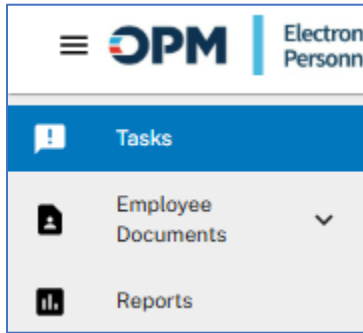 OPM
Electron
Personn
Tasks
Employee
Documents
Reports